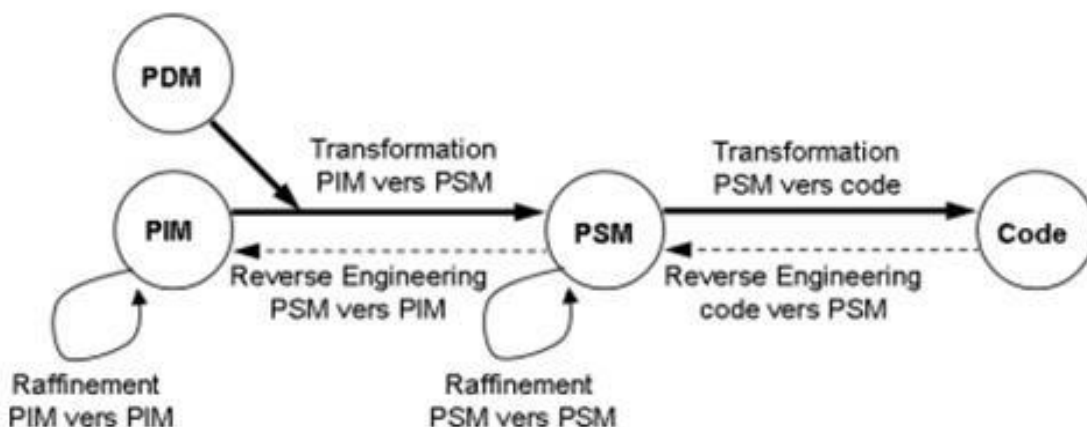 PDM
Transformation
PIM vers PSM
Transformation
PSM vers code
PIM
PSM
Code
Reverse Engineering
PSM vers PIM
Reverse Engineering
code vers PSM
Raffinement
PIM vers PIM
Raffinement
PSM vers PSM